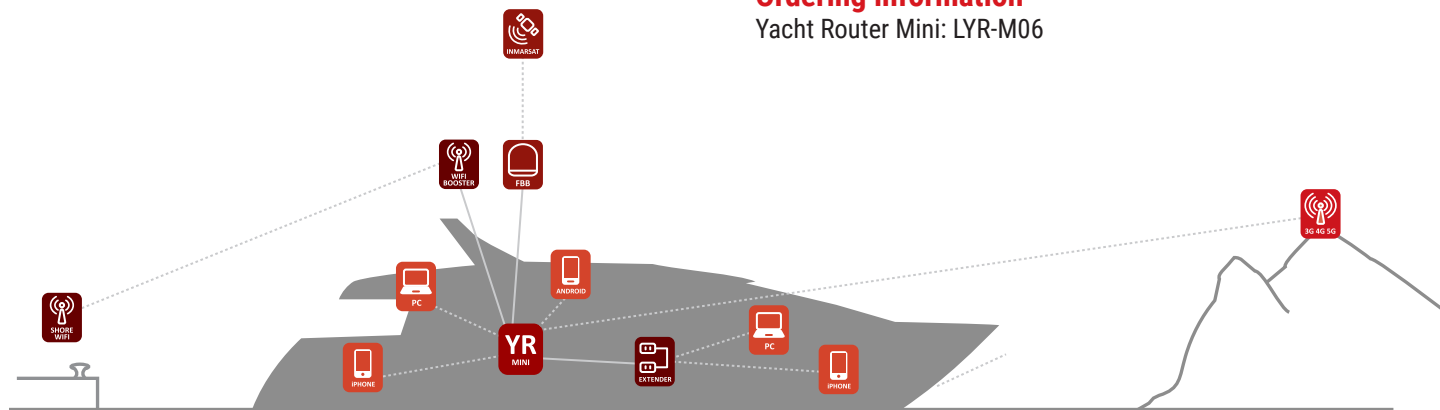 Ordering Information
Yacht Router Mini: LYR-M06
INMARSAT
WIFI
BOOSTER
FBB
3G 4G 5G
PC
ANDROID
SHORE
WIFI
YR
MINI
PC
iPHONE
EXTENDER
iPHONE